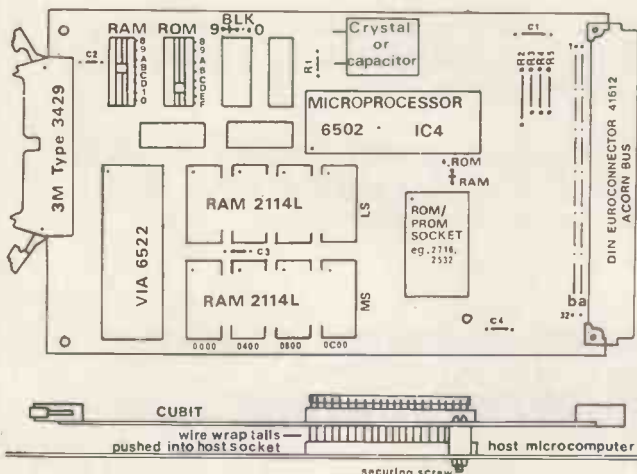 RAM ROM BLK
9 0
C2
8
9
A
B
C
D
1
0
8
9
A
B
C
D
E
F
R1
Crystal
or
capacitor
C1
R2
R3
R4
R5
1
3M Type 3429
MICROPROCESSOR
6502 · IC4
ROM
RAM
DIN EUROCONNECTOR 41612
ACORN BUS
VIA 6522
RAM 2114L
LS
C3
RAM 2114L
MS
ROM/
PROM
SOCKET
eg.2716,
2532
b a
32
C4
0000 0400 0800 0C00
CUBIT
wire wrap tails
pushed into host socket
host microcomputer
securing screw